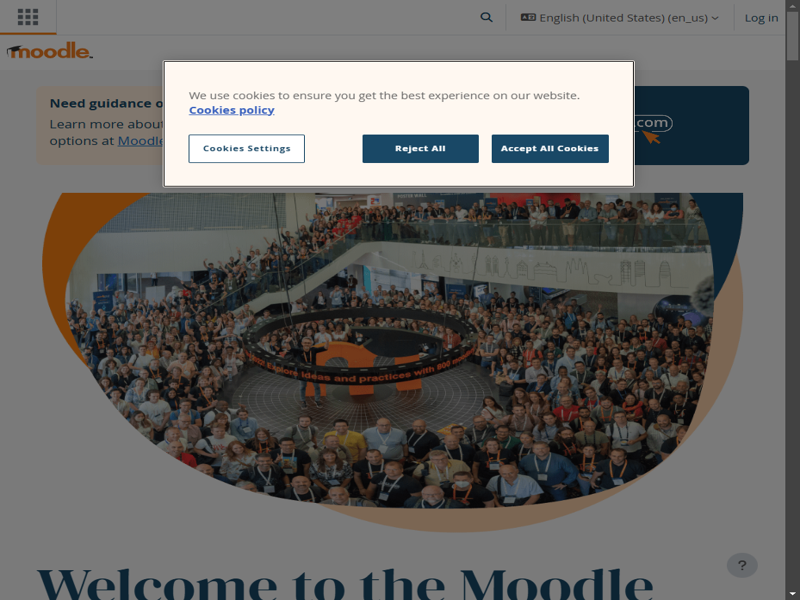 English (United States) (en_us)
Log in
moodle
Need guidance o
Learn more about
options at Moodle
.com
We use cookies to ensure you get the best experience on our website.
Cookies policy
Cookies Settings
Reject All
Accept All Cookies
Explore ideas and practices with 800
?
Welcome to the Moodle